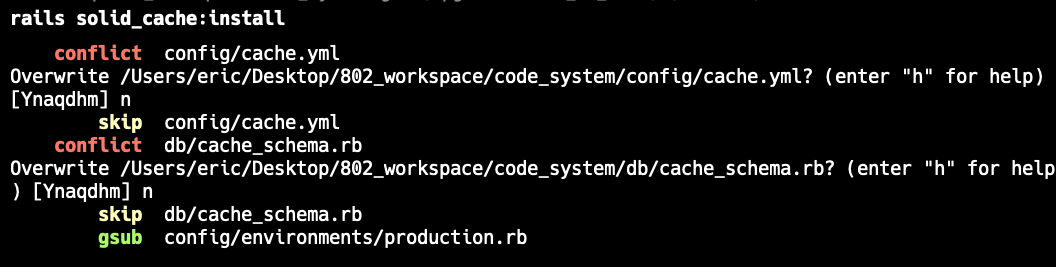 rails solid_cache:install
conflict config/cache.yml
Overwrite /Users/eric/Desktop/802_workspace/code_system/config/cache.yml? (enter "h" for help)
[Ynaqdhm] n
skip config/cache.yml
conflict db/cache_schema.rb
Overwrite /Users/eric/Desktop/802_workspace/code_system/db/cache_schema.rb? (enter "h" for help
) [Ynaqdhm] n
skip db/cache_schema.rb
gsub config/environments/production.rb